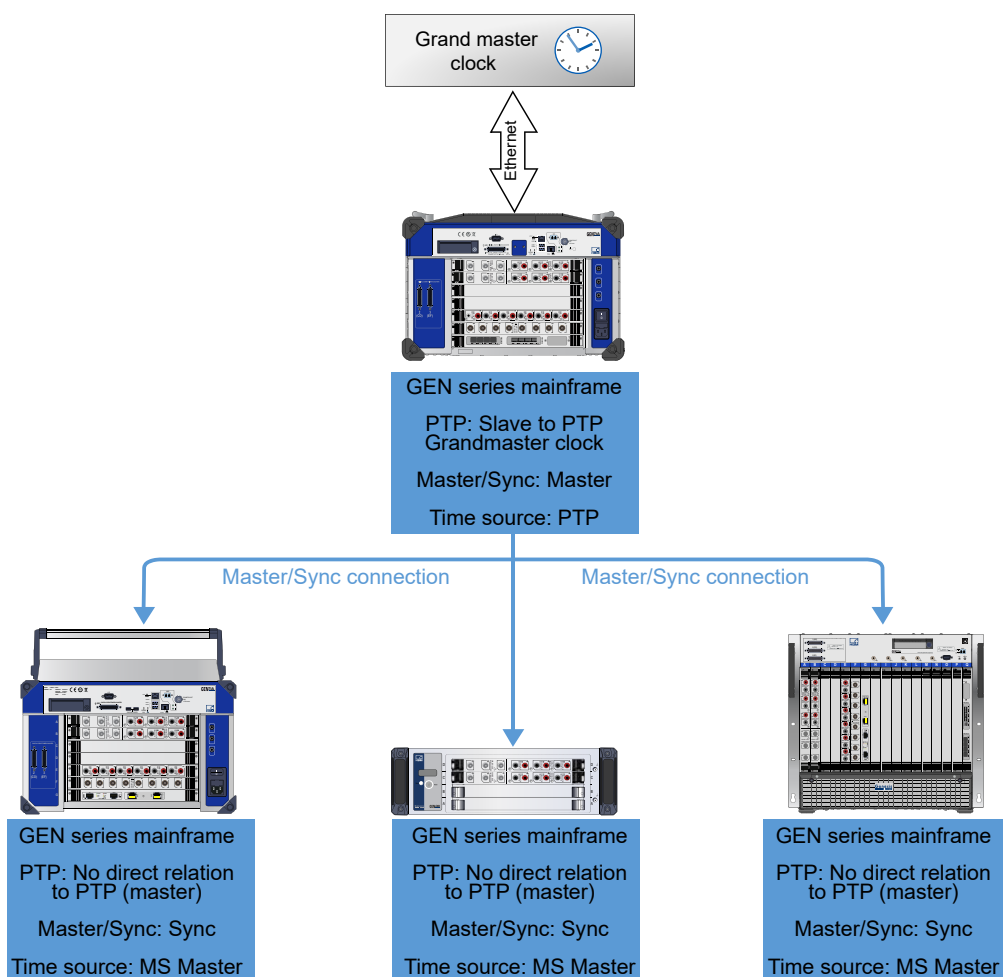 Grand master
clock
Ethernet
GEN series mainframe
PTP: Slave to PTP
Grandmaster clock
Master/Sync: Master
Time source: PTP
Master/Sync connection
Master/Sync connection
GEN series mainframe
PTP: No direct relation
to PTP (master)
Master/Sync: Sync
Time source: MS Master
GEN series mainframe
PTP: No direct relation
to PTP (master)
Master/Sync: Sync
Time source: MS Master
GEN series mainframe
PTP: No direct relation
to PTP (master)
Master/Sync: Sync
Time source: MS Master